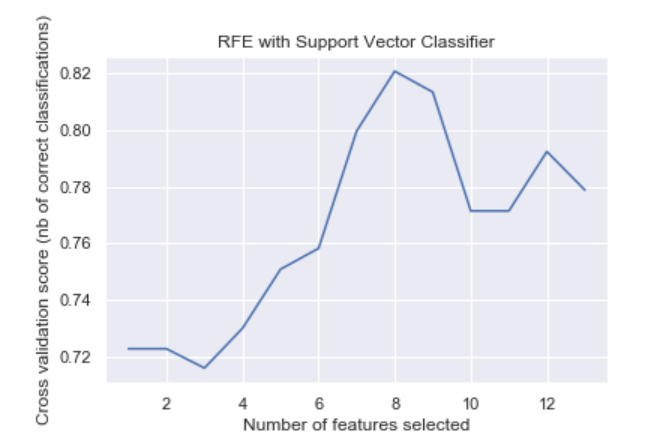 RFE with Support Vector Classifier
Cross validation score (nb of correct classifications)
0.82
0.80
0.78
0.76
0.74
0.72
2 4 6 8 10 12
Number of features selected